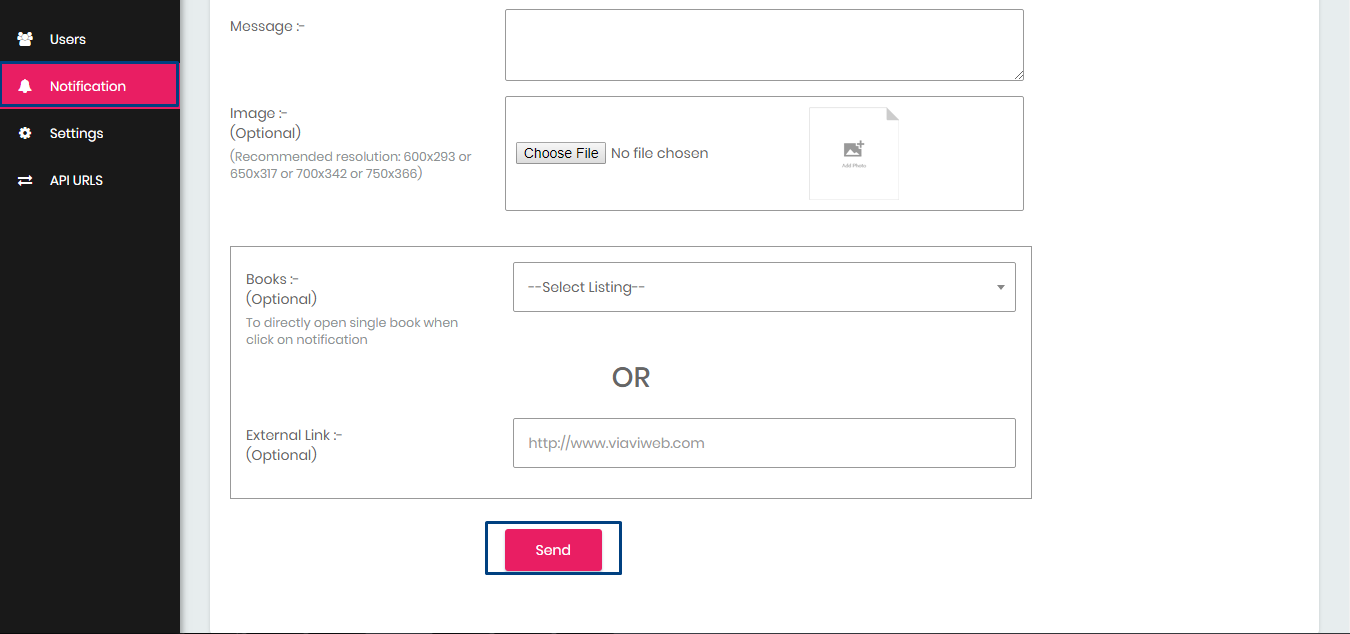 Users
Notification
Settings
API URLS
Message :-
Image :-
(Optional)
(Recommended resolution: 600x293 or
650x317 or 700x342 or 750x366)
Choose File No file chosen
Add Photo
Books :-
(Optional)
To directly open single book when
click on notification
--Select Listing--
OR
External Link :-
(Optional)
http://www.viaviweb.com
Send